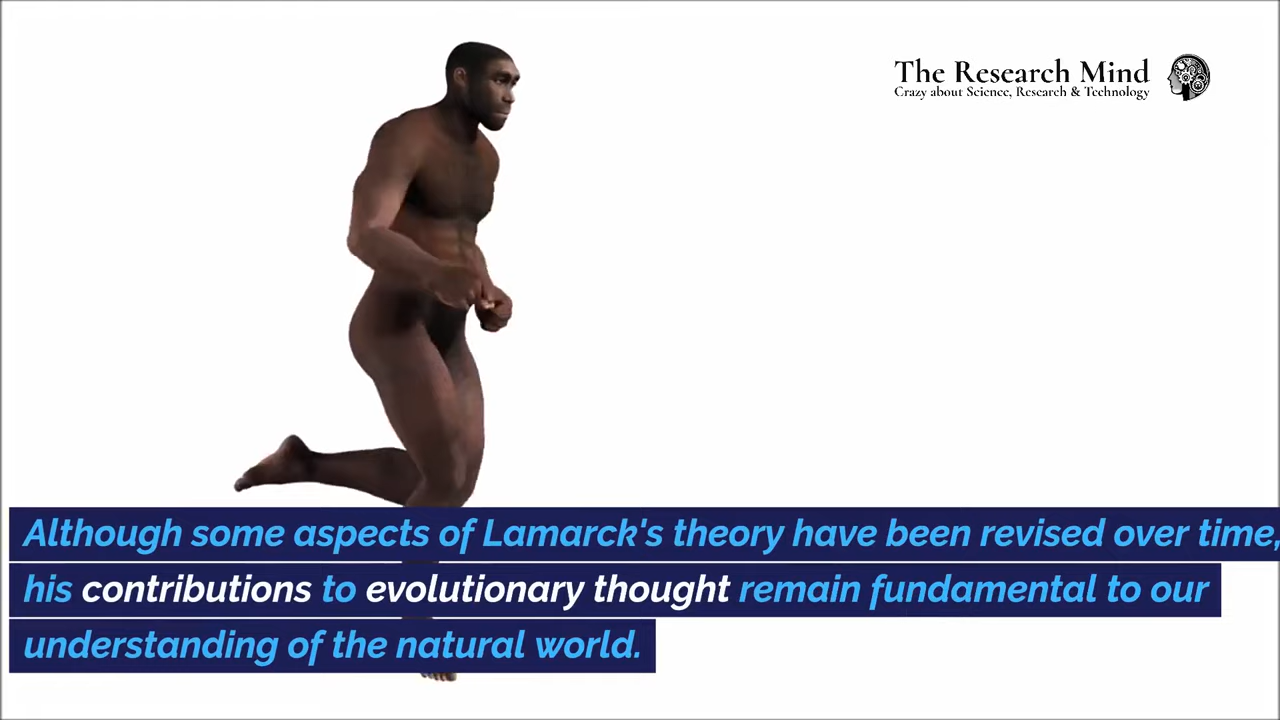 The Research Mind
Crazy about Science, Research & Technology
Although some aspects of Lamarck's theory have been revised over time,
his contributions to evolutionary thought remain fundamental to our
understanding of the natural world.